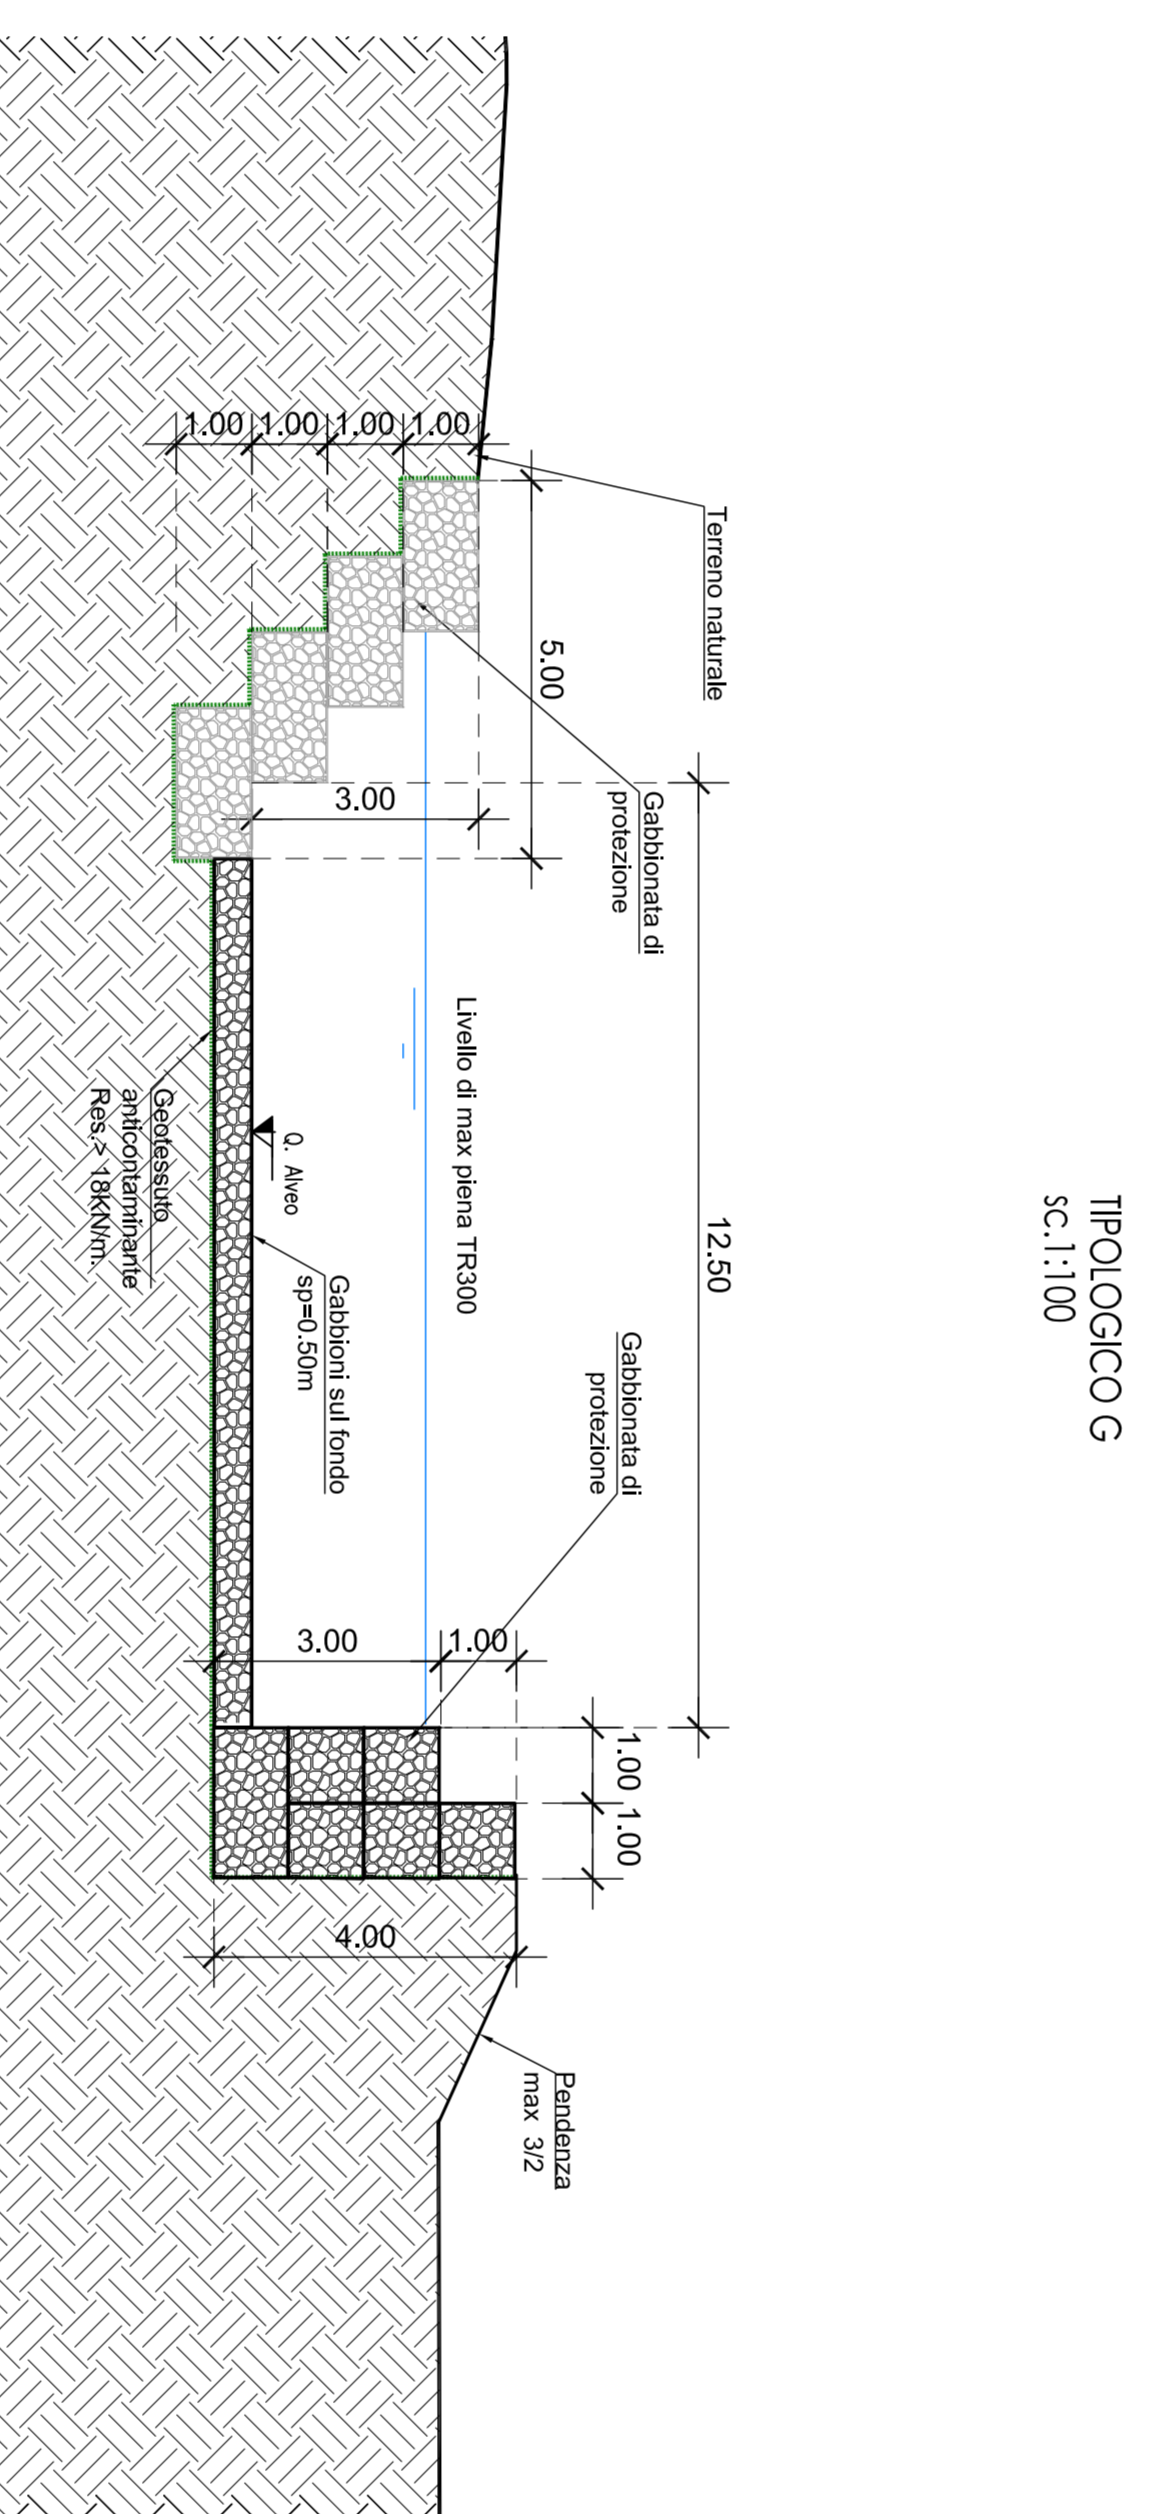 TIPOLOGICO G
sc.1:100
12.50
Terreno naturale
5.00
Gabbionata di
protezione
Gabbionata di
protezione
1.00 1.00
1.00
1.00
1.00
1.00
3.00
Livello di max piena TR300
Q. Alveo
Gabbioni sul fondo
sp=0.50m
Geotessuto
anticontaminante
Res.> 18KN/m.
1.00
3.00
4.00
Pendenza
max 3/2